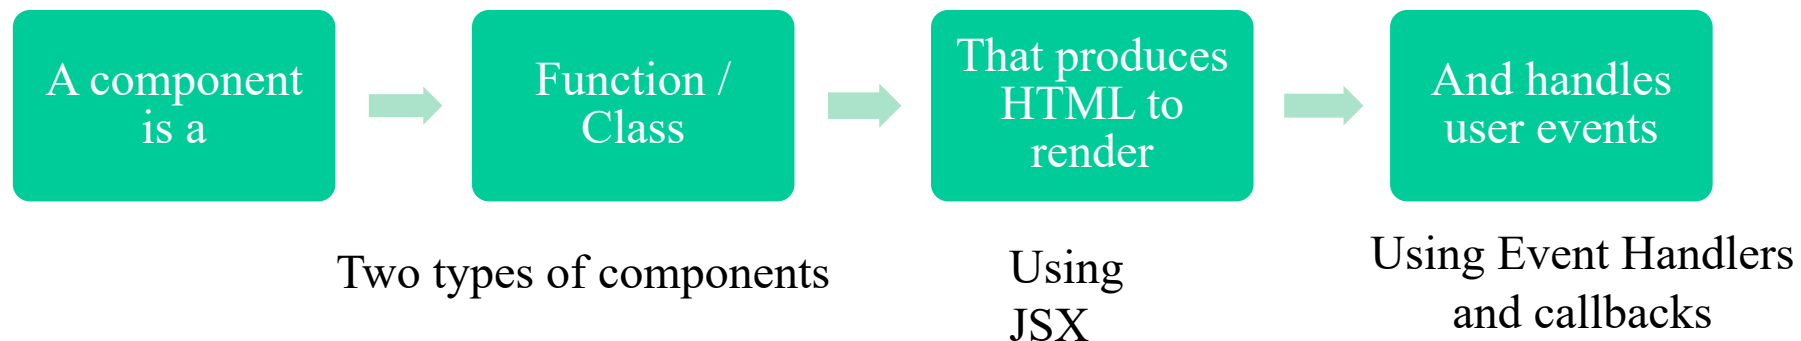 A component
is a
Function /
Class
That produces
HTML to
render
And handles
user events
Two types of components
Using
JSX
Using Event Handlers
and callbacks